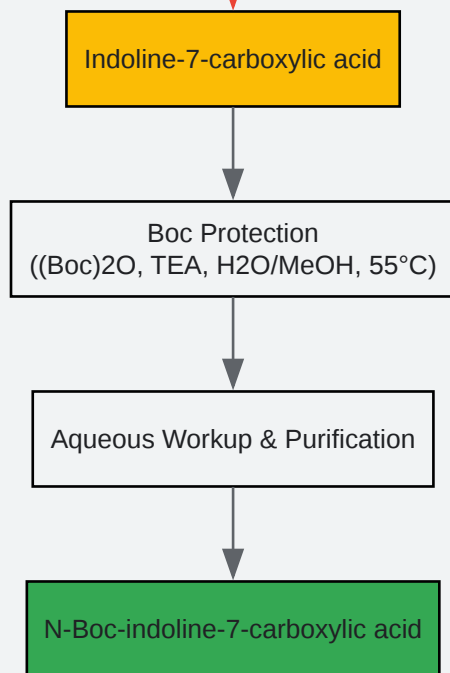 Indoline-7-carboxylic acid
Boc Protection
((Boc)2O, TEA, H2O/MeOH, 55°C)
Aqueous Workup & Purification
N-Boc-indoline-7-carboxylic acid